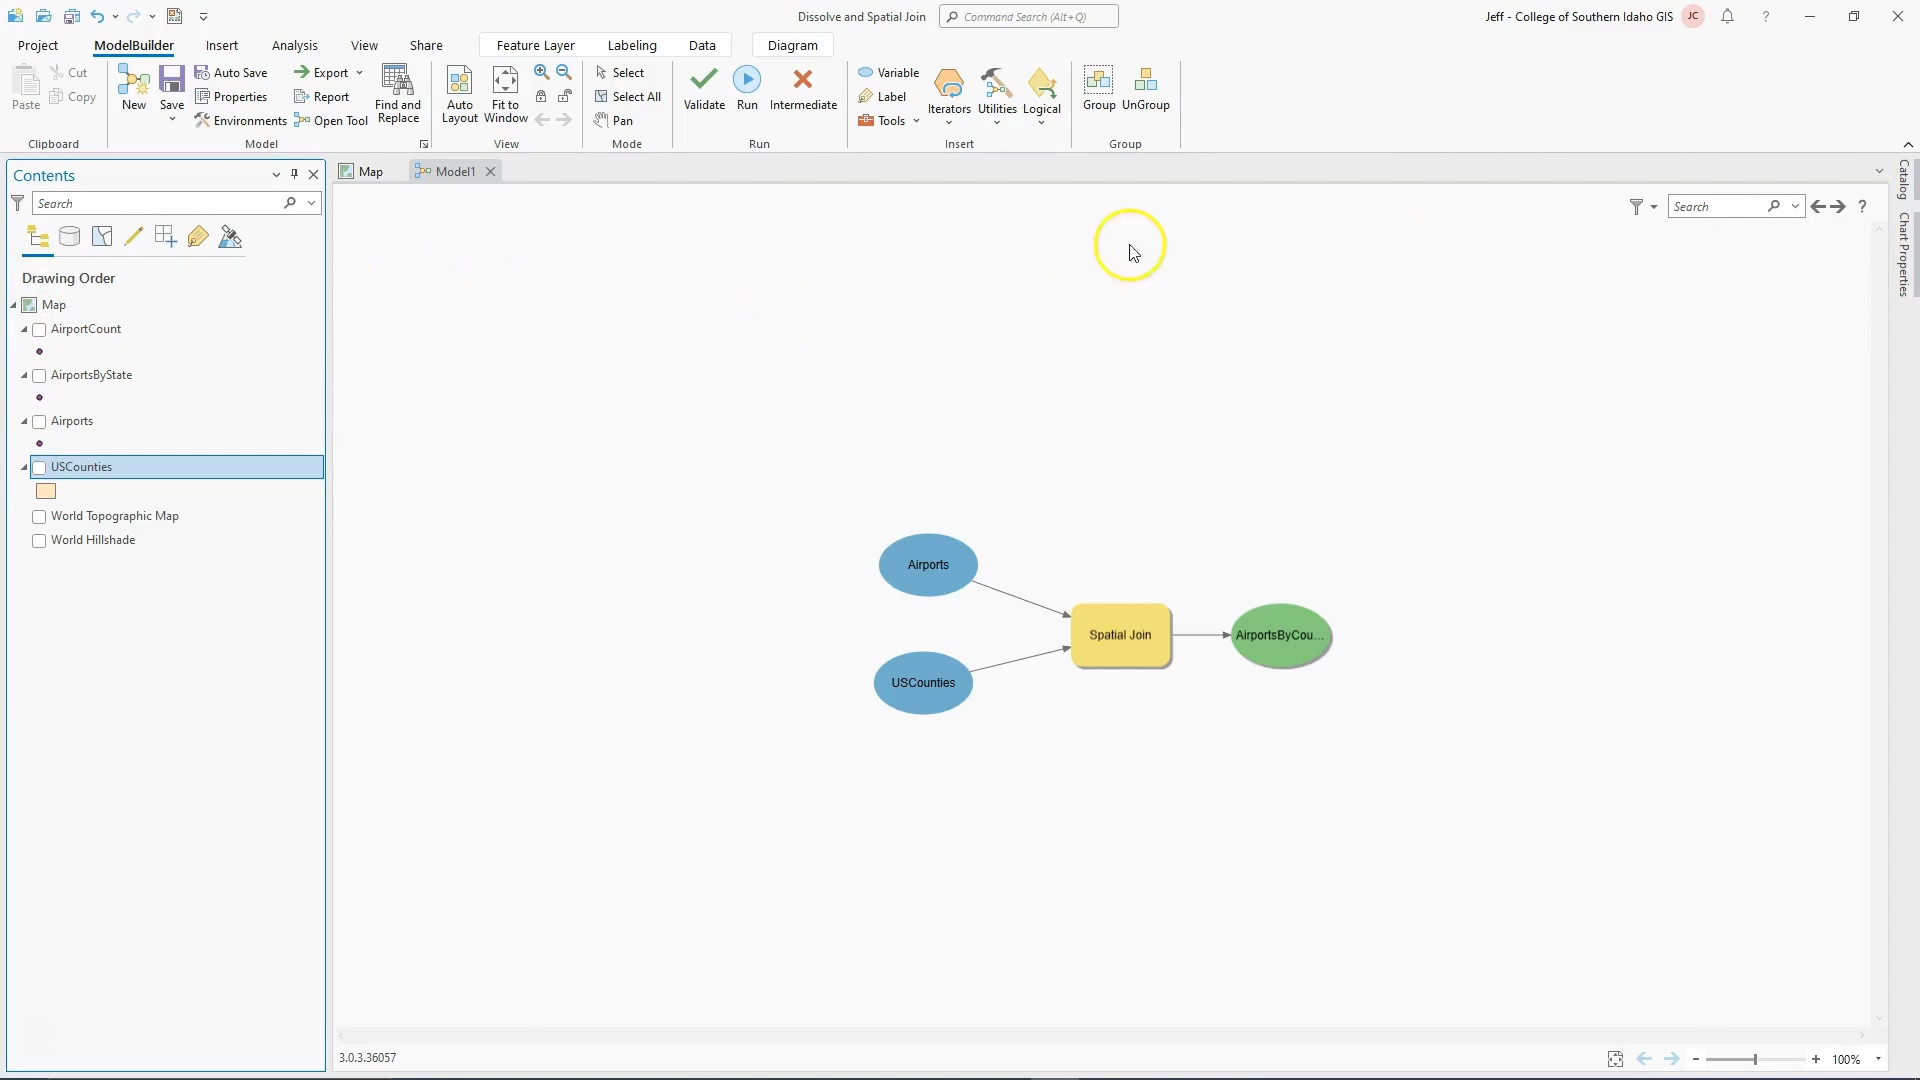 Dissolve and Spatial Join
Command Search (Alt+Q)
Jeff - College of Southern Idaho GIS
JC
?
Project
ModelBuilder
Insert
Analysis
View
Share
Feature Layer
Labeling
Data
Diagram
Paste
Cut
Copy
Clipboard
New
Save
Auto Save
Properties
Environments
Export
Report
Open Tool
Find and
Replace
Model
Auto
Layout
Fit to
Window
View
Select
Select All
Pan
Mode
Validate
Run
Intermediate
Run
Variable
Label
Tools
Iterators
Utilities
Logical
Insert
Group
UnGroup
Group
Contents
Search
Drawing Order
Map
AirportCount
AirportsByState
Airports
USCounties
World Topographic Map
World Hillshade
Map
Model1
Search
?
Airports
USCounties
Spatial Join
AirportsByCou...
Catalog
Chart Properties
3.0.3.36057
100%